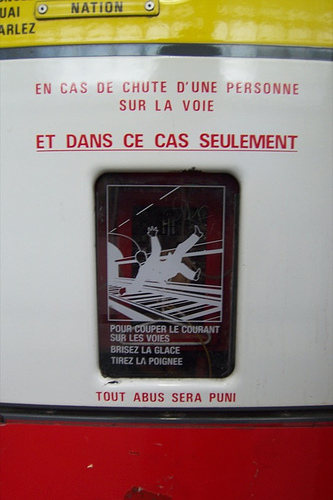 UAI
NATION
ARLEZ
EN CAS DE CHUTE D'UNE PERSONNE
SUR LA VOIE
ET DANS CE CAS SEULEMENT
POUR COUPER LE COURANT
SUR LES VOIES
BRISEZ LA GLACE
TIREZ LA POIGNEE
TOUT ABUS SERA PUNI